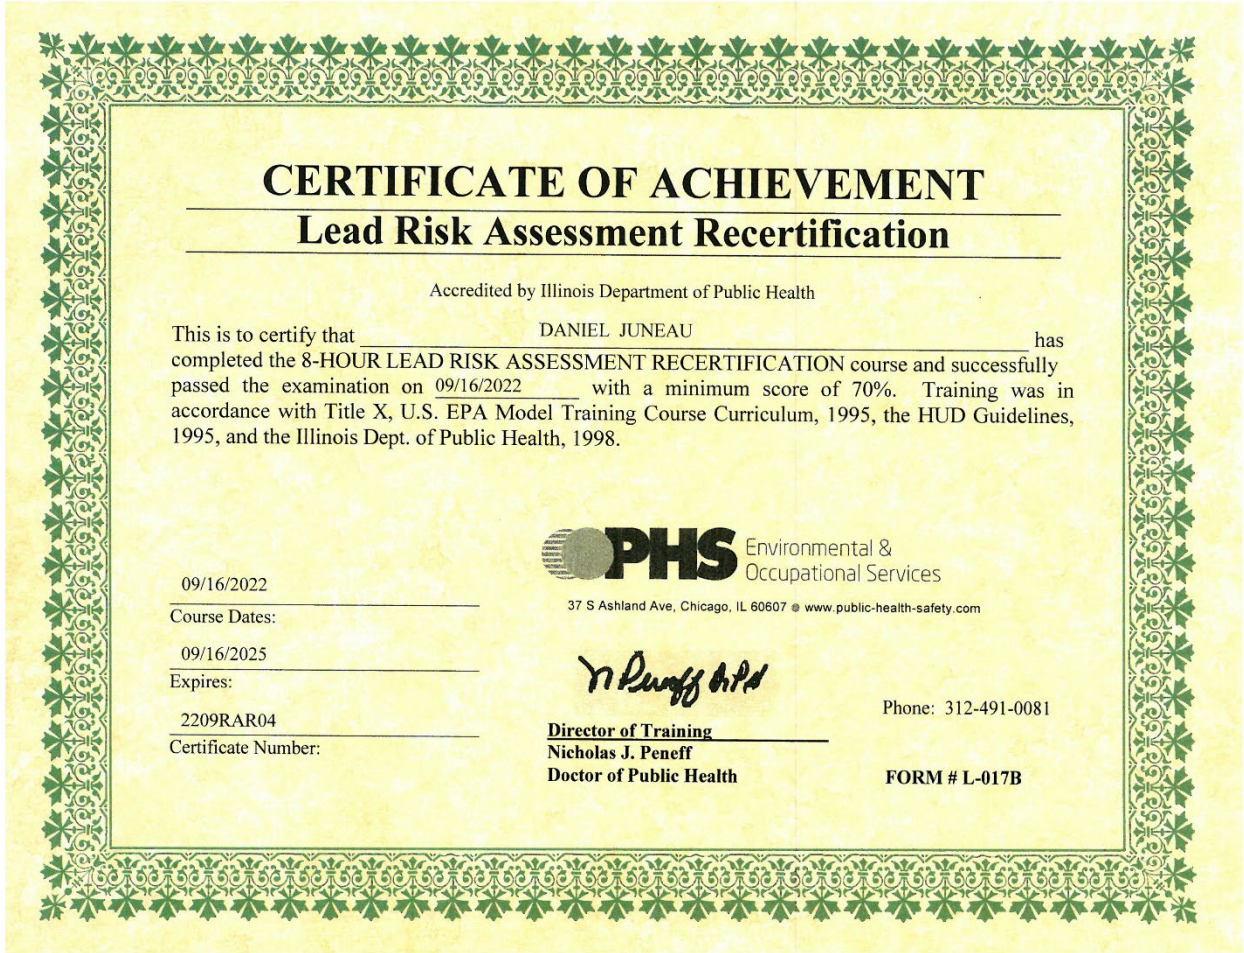 CERTIFICATE OF ACHIEVEMENT
Lead Risk Assessment Recertification
Accredited by Illinois Department of Public Health
This is to certify that DANIEL JUNEAU has
completed the 8-HOUR LEAD RISK ASSESSMENT RECERTIFICATION course and successfully
passed the examination on 09/16/2022 with a minimum score of 70%. Training was in
accordance with Title X, U.S. EPA Model Training Course Curriculum, 1995, the HUD Guidelines,
1995, and the Illinois Dept. of Public Health, 1998.
PHS Environmental &
Occupational Services
37 S Ashland Ave, Chicago, IL 60607 @ www.public-health-safety.com
09/16/2022
Course Dates:
09/16/2025
Expires:
2209RAR04
Certificate Number:
Director of Training
Nicholas J. Peneff
Doctor of Public Health
Phone: 312-491-0081
FORM # L-017B